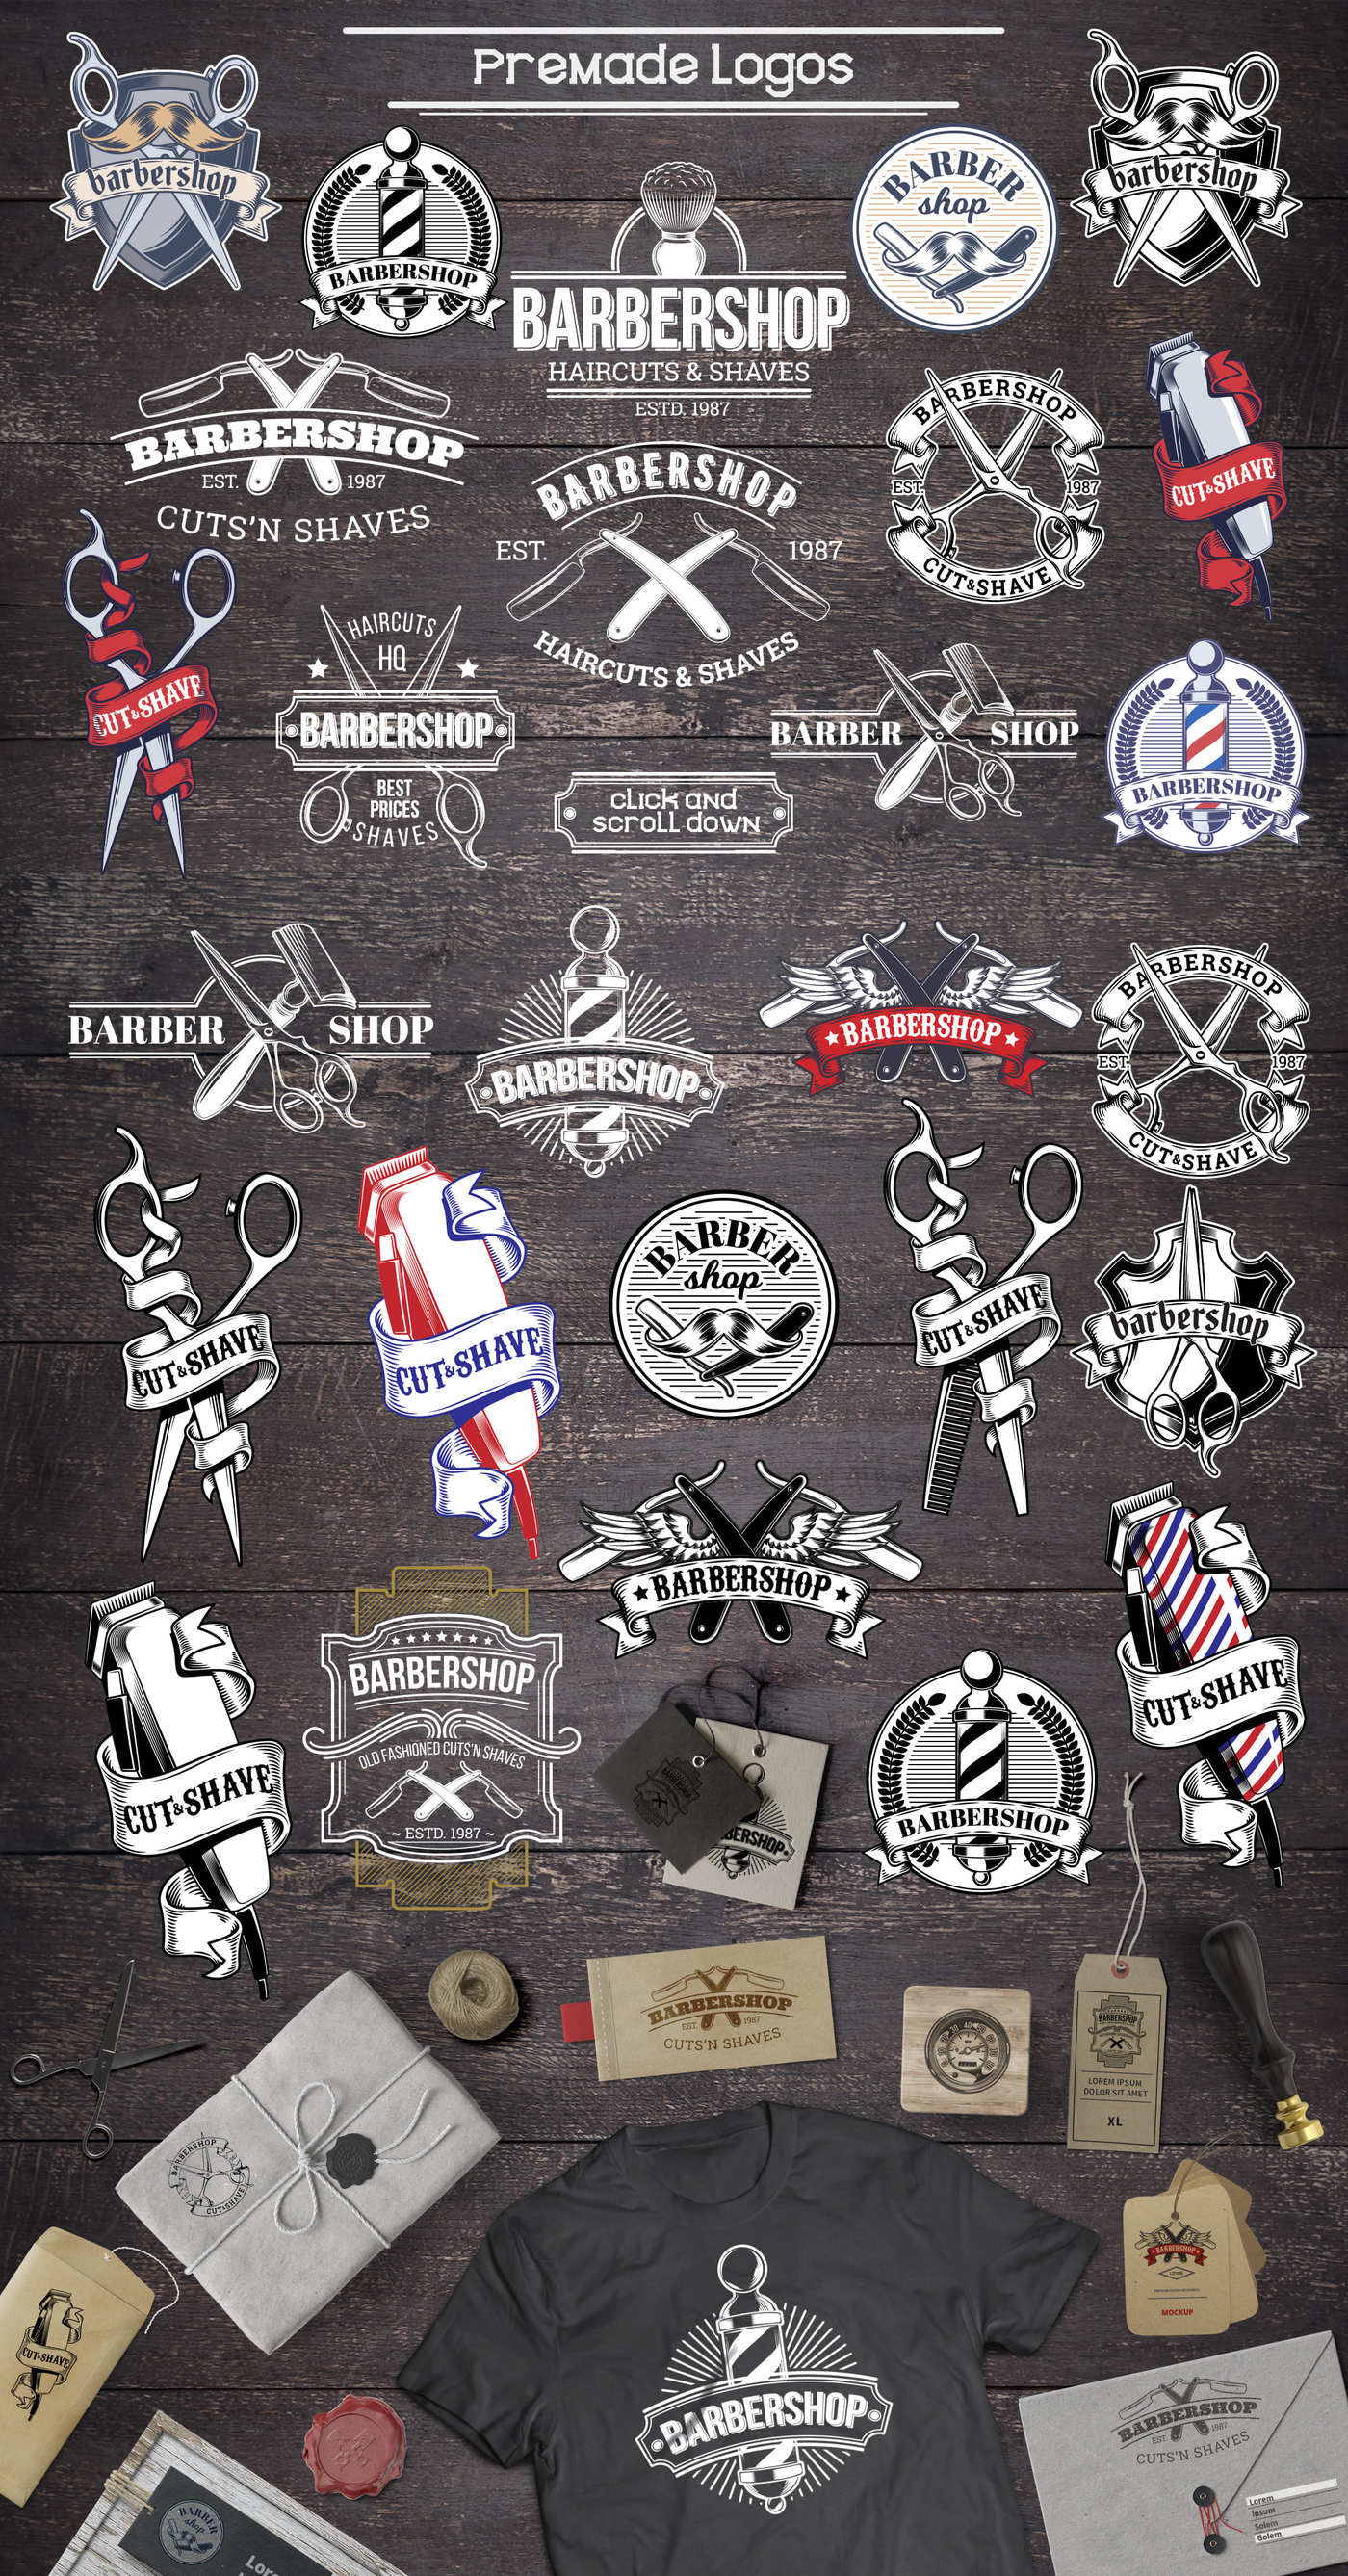 Premade Logos
barbershop
BARBERSHOP
BARBERSHOP
HAIRCUTS & SHAVES
ESTD. 1987
BARBER
shop
barbershop
BARBERSHOP
EST. 1987
CUTS'N SHAVES
BARBERSHOP
EST. 1987
HAIRCUTS & SHAVES
BARBERSHOP
EST. 1987
CUT&SHAVE
CUT&SHAVE
CUT&SHAVE
HAIRCUTS
HQ
BARBERSHOP
BEST
PRICES
SHAVES
click and
scroll down
BARBER SHOP
BARBERSHOP
BARBER SHOP
BARBERSHOP
BARBERSHOP
BARBERSHOP
EST. 1987
CUT&SHAVE
CUT&SHAVE
CUT&SHAVE
BARBER
shop
CUT&SHAVE
barbershop
BARBERSHOP
CUT&SHAVE
CUT&SHAVE
BARBERSHOP
OLD FASHIONED CUTS'N SHAVES
~ ESTD. 1987 ~
BARBERSHOP
BARBERSHOP
EST. 1987
CUTS'N SHAVES
BARBERSHOP
LOREM IPSUM
DOLOR SIT AMET
XL
BARBERSHOP
CUT&SHAVE
BARBERSHOP
MOCKUP
CUT&SHAVE
BARBERSHOP
BARBERSHOP
EST. 1987
CUTS'N SHAVES
Lorem
Ipsum
Solem
Golem
BARBER
shop